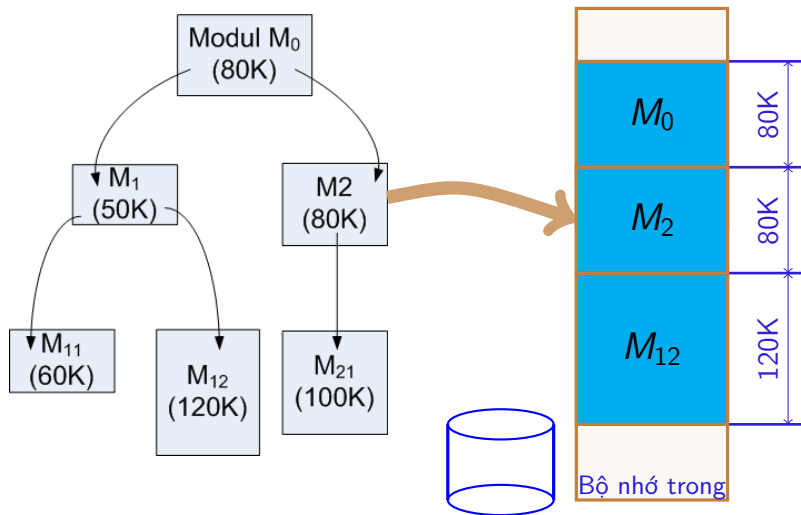 Modul M₀
(80K)
M₁
(50K)
M2
(80K)
M₁₁
(60K)
M₁₂
(120K)
M₂₁
(100K)
M₀
80K
M₂
80K
M₁₂
120K
Bộ nhớ trong